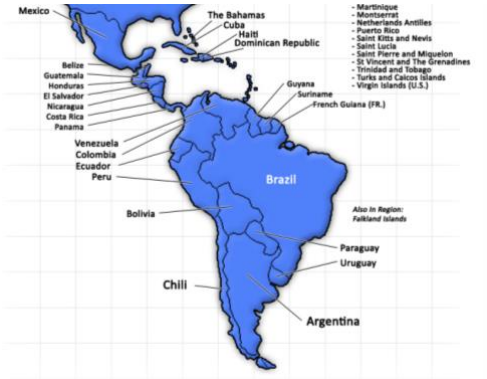 Mexico
The Bahamas
Cuba
Haiti
Dominican Republic
- Martinique
- Montserrat
- Netherlands Antilles
- Puerto Rico
- Saint Kitts and Nevis
- Saint Lucia
- Saint Pierre and Miquelon
- St Vincent and The Grenadines
- Trinidad and Tobago
- Turks and Caicos Islands
- Virgin Islands (U.S.)
Belize
Guatemala
Honduras
El Salvador
Nicaragua
Costa Rica
Panama
Guyana
Suriname
French Guiana (FR.)
Venezuela
Colombia
Ecuador
Peru
Brazil
Bolivia
Also in Region:
Falkland Islands
Paraguay
Uruguay
Chili
Argentina